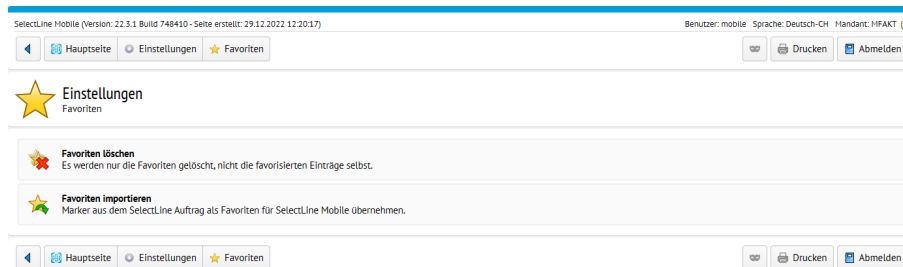 SelectLine Mobile (Version: 22.3.1 Build 748410 - Seite erstellt: 29.12.2022 12:20:17) Benutzer: mobile Sprache: Deutsch-CH Mandant: MFAKT
Hauptseite Einstellungen Favoriten Drucken Abmelden
Einstellungen
Favoriten
Favoriten löschen
Es werden nur die Favoriten gelöscht, nicht die favorisierten Einträge selbst.
Favoriten importieren
Marker aus dem SelectLine Auftrag als Favoriten für SelectLine Mobile übernehmen.
Hauptseite Einstellungen Favoriten Drucken Abmelden